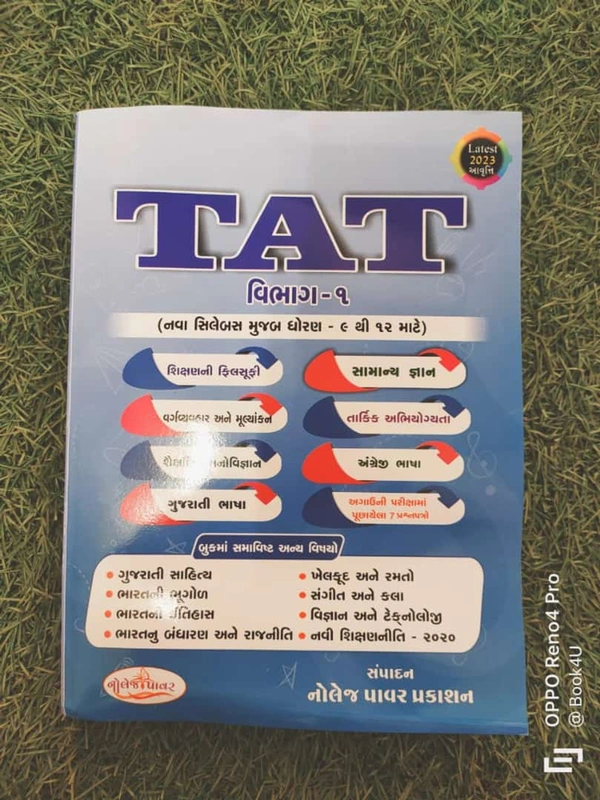 Latest
2023
આવૃત્તિ
TAT
વિભાગ-૧
(નવા સિલેબસ મુજબ ધોરણ - ૯ થી ૧૨ માટે)
શિક્ષણની ફિલસૂફી
સામાન્ય જ્ઞાન
વર્ગવ્યવહાર અને મૂલ્યાંકન
તાર્કિક અભિયોગ્યતા
અંગ્રેજી ભાષા
ગુજરાતી ભાષા
અગાઉની પરીક્ષામાં
પૂછાયેલા 7 પ્રશ્નપત્રો
બુકમાં સમાવિષ્ટ અન્ય વિષયો
• ગુજરાતી સાહિત્ય
• ભારતની ભૂગોળ
• ભારતનો ઈતિહાસ
• ભારતનુ બંધારણ અને રાજનીતિ
• ખેલકૂદ અને રમતો
• સંગીત અને કલા
• વિજ્ઞાન અને ટેક્નોલોજી
• નવી શિક્ષણનીતિ - ૨૦૨૦
નોલેજ પાવર
સંપાદન
નોલેજ પાવર પ્રકાશન
OPPO Reno4 Pro
@ Book4U